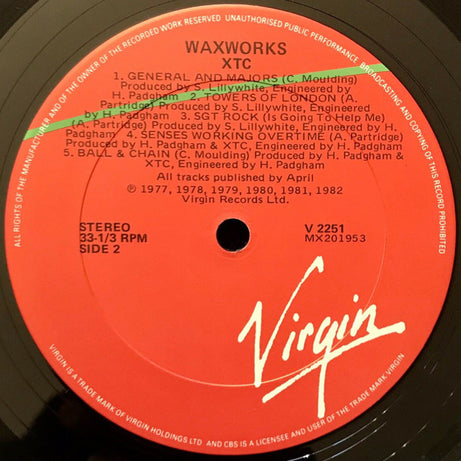 ALL RIGHTS OF THE MANUFACTURER AND OF THE OWNER OF THE RECORDED WORK RESERVED. UNAUTHORISED PUBLIC PERFORMANCE, BROADCASTING AND COPYING OF THIS RECORD PROHIBITED
WAXWORKS
XTC
1. GENERAL AND MAJORS (C. Moulding)
Produced by S. Lillywhite, Engineered by
H. Padgham 2. TOWERS OF LONDON (A.
Partridge) Produced by S. Lillywhite, Engineered
by H. Padgham 3. SGT ROCK (Is Going To Help Me)
(A. Partridge) Produced by S. Lillywhite, Engineered by H.
Padgham 4. SENSES WORKING OVERTIME (A. Partridge)
Produced by H. Padgham & XTC, Engineered by H. Padgham
5. BALL & CHAIN (C. Moulding) Produced by H. Padgham &
XTC, Engineered by H. Padgham
All tracks published by April
℗ 1977, 1978, 1979, 1980, 1981, 1982
Virgin Records Ltd.
STEREO
33-1/3 RPM
SIDE 2
V 2251
MX201953
Virgin
VIRGIN IS A TRADE MARK OF VIRGIN HOLDINGS LTD AND CBS IS A LICENSEE AND USER OF THE TRADE MARK VIRGIN